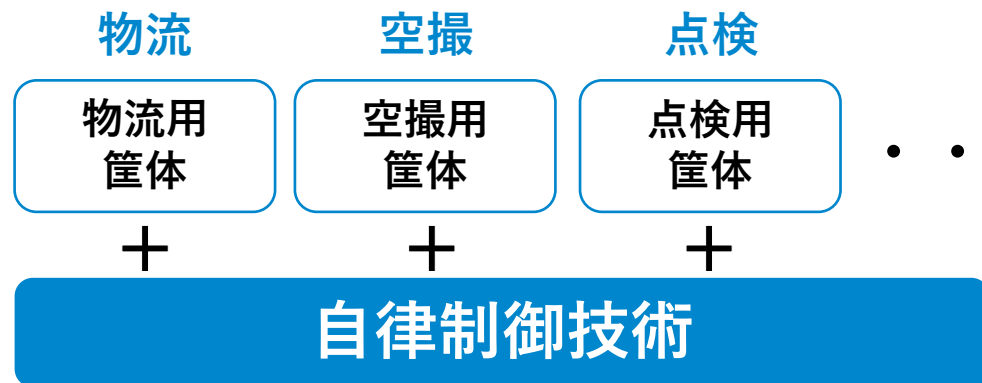 物流 空撮 点検
物流用 空撮用 点検用
筐体 筐体 筐体 ・・
+ + +
自律制御技術